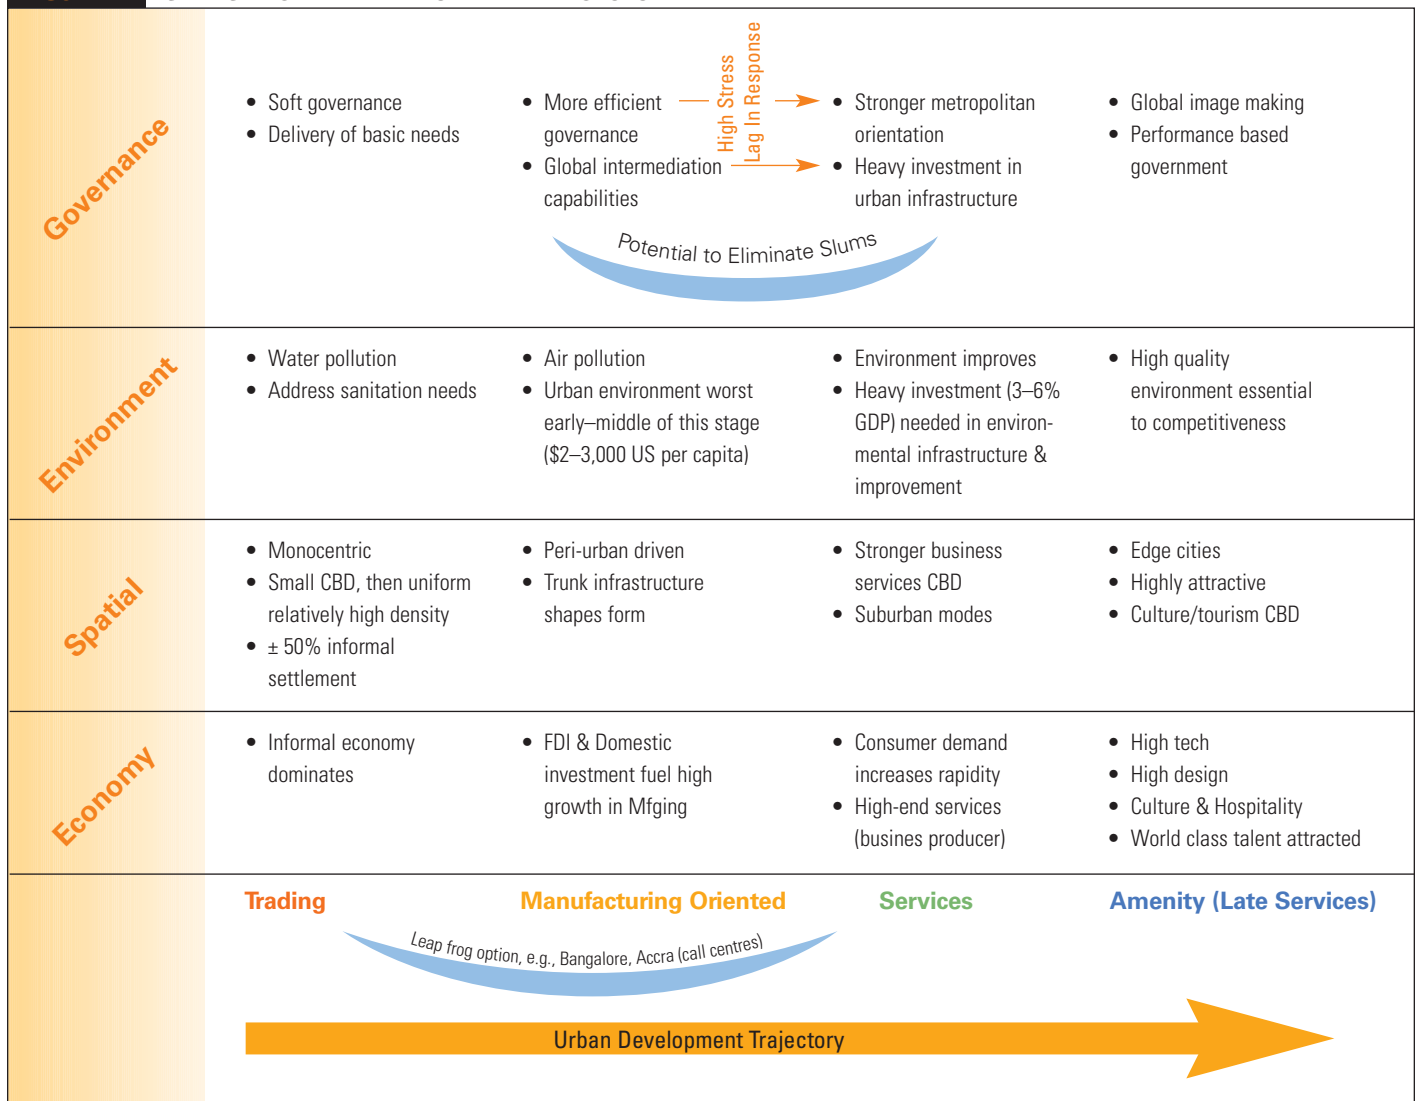 Governance
• Soft governance
• Delivery of basic needs
• More efficient
governance
• Global intermediation
capabilities
High Stress
Lag In Response
• Stronger metropolitan
orientation
• Heavy investment in
urban infrastructure
• Global image making
• Performance based
government
Potential to Eliminate Slums
Environment
• Water pollution
• Address sanitation needs
• Air pollution
• Urban environment worst
early–middle of this stage
($2–3,000 US per capita)
• Environment improves
• Heavy investment (3–6%
GDP) needed in environ-
mental infrastructure &
improvement
• High quality
environment essential
to competitiveness
Spatial
• Monocentric
• Small CBD, then uniform
relatively high density
• ± 50% informal
settlement
• Peri-urban driven
• Trunk infrastructure
shapes form
• Stronger business
services CBD
• Suburban modes
• Edge cities
• Highly attractive
• Culture/tourism CBD
Economy
• Informal economy
dominates
• FDI & Domestic
investment fuel high
growth in Mfging
• Consumer demand
increases rapidity
• High-end services
(busines producer)
• High tech
• High design
• Culture & Hospitality
• World class talent attracted
Trading
Manufacturing Oriented
Services
Amenity (Late Services)
Leap frog option, e.g., Bangalore, Accra (call centres)
Urban Development Trajectory